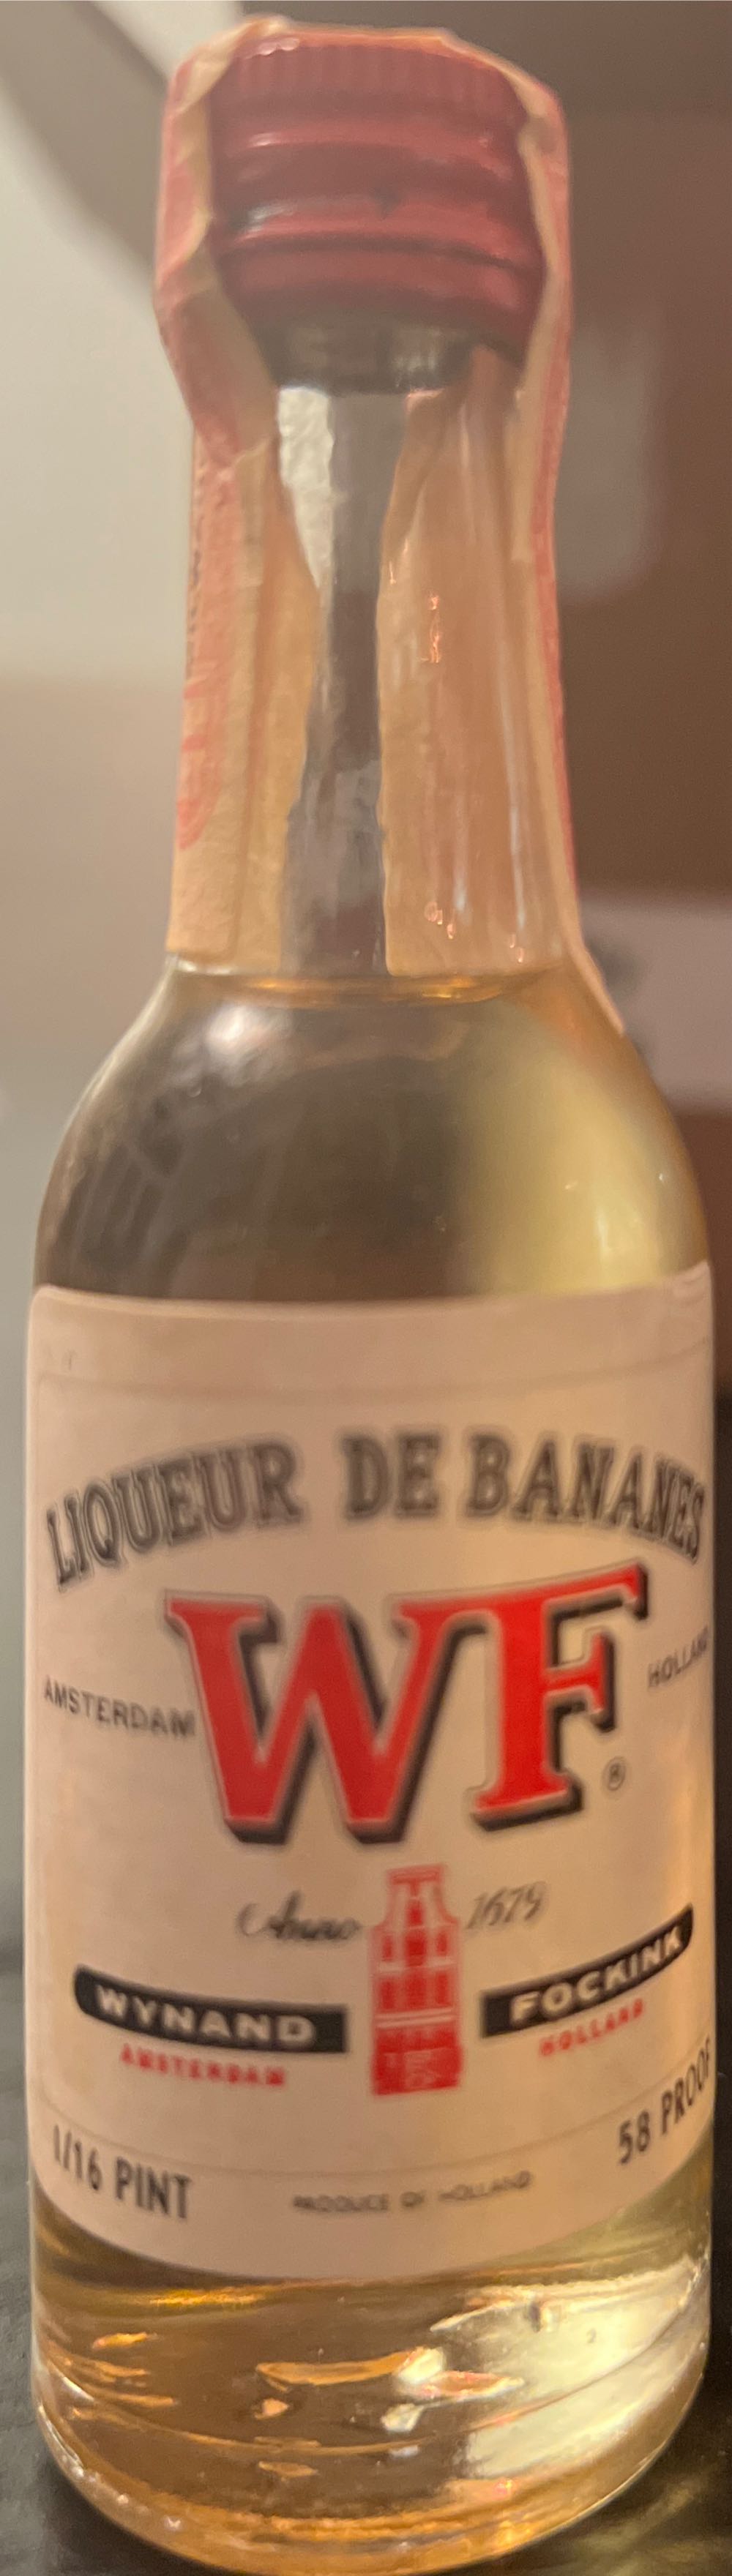 LIQUEUR DE BANANES
WF
AMSTERDAM
HOLLAND
®
Anno 1679
WYNAND FOCKINK
AMSTERDAM HOLLAND
1/16 PINT
PRODUCE OF HOLLAND
58 PROOF